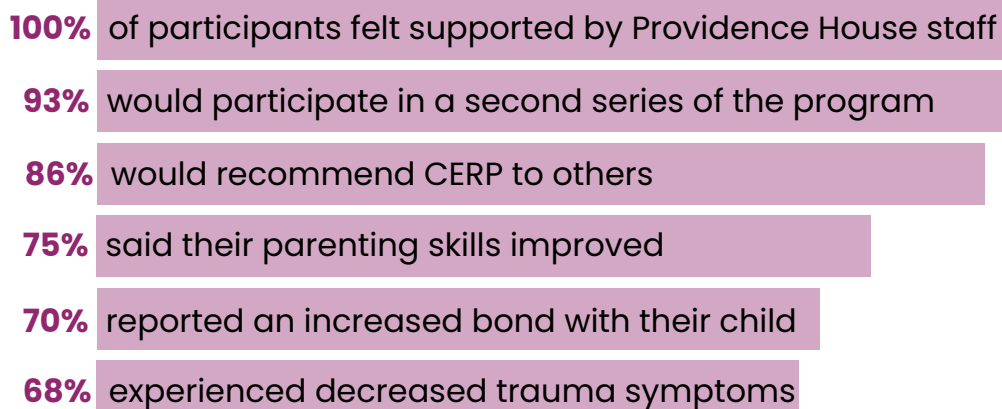 100% of participants felt supported by Providence House staff
93% would participate in a second series of the program
86% would recommend CERP to others
75% said their parenting skills improved
70% reported an increased bond with their child
68% experienced decreased trauma symptoms